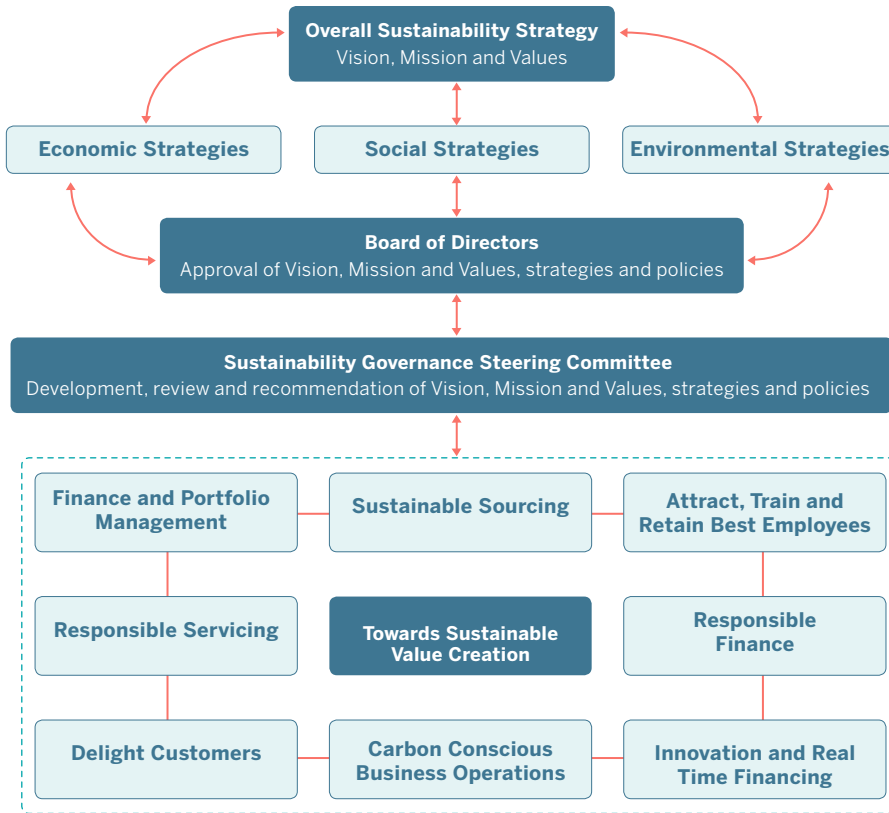 Overall Sustainability Strategy
Vision, Mission and Values
Economic Strategies
Social Strategies
Environmental Strategies
Board of Directors
Approval of Vision, Mission and Values, strategies and policies
Sustainability Governance Steering Committee
Development, review and recommendation of Vision, Mission and Values, strategies and policies
Finance and Portfolio
Management
Sustainable Sourcing
Attract, Train and
Retain Best Employees
Responsible Servicing
Towards Sustainable
Value Creation
Responsible
Finance
Delight Customers
Carbon Conscious
Business Operations
Innovation and Real
Time Financing